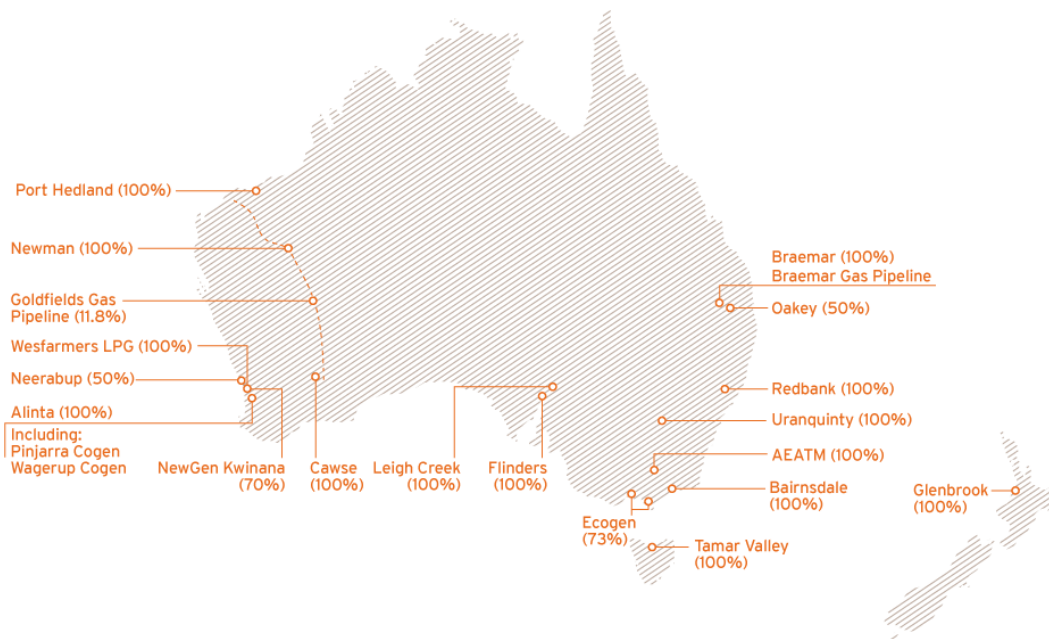 Port Hedland (100%)
Newman (100%)
Goldfields Gas
Pipeline (11.8%)
Wesfarmers LPG (100%)
Neerabup (50%)
Alinta (100%)
Including:
Pinjarra Cogen
Wagerup Cogen
NewGen Kwinana
(70%)
Cawse
(100%)
Leigh Creek
(100%)
Flinders
(100%)
Braemar (100%)
Braemar Gas Pipeline
Oakey (50%)
Redbank (100%)
Uranquinty (100%)
AEATM (100%)
Bairnsdale
(100%)
Ecogen
(73%)
Tamar Valley
(100%)
Glenbrook
(100%)